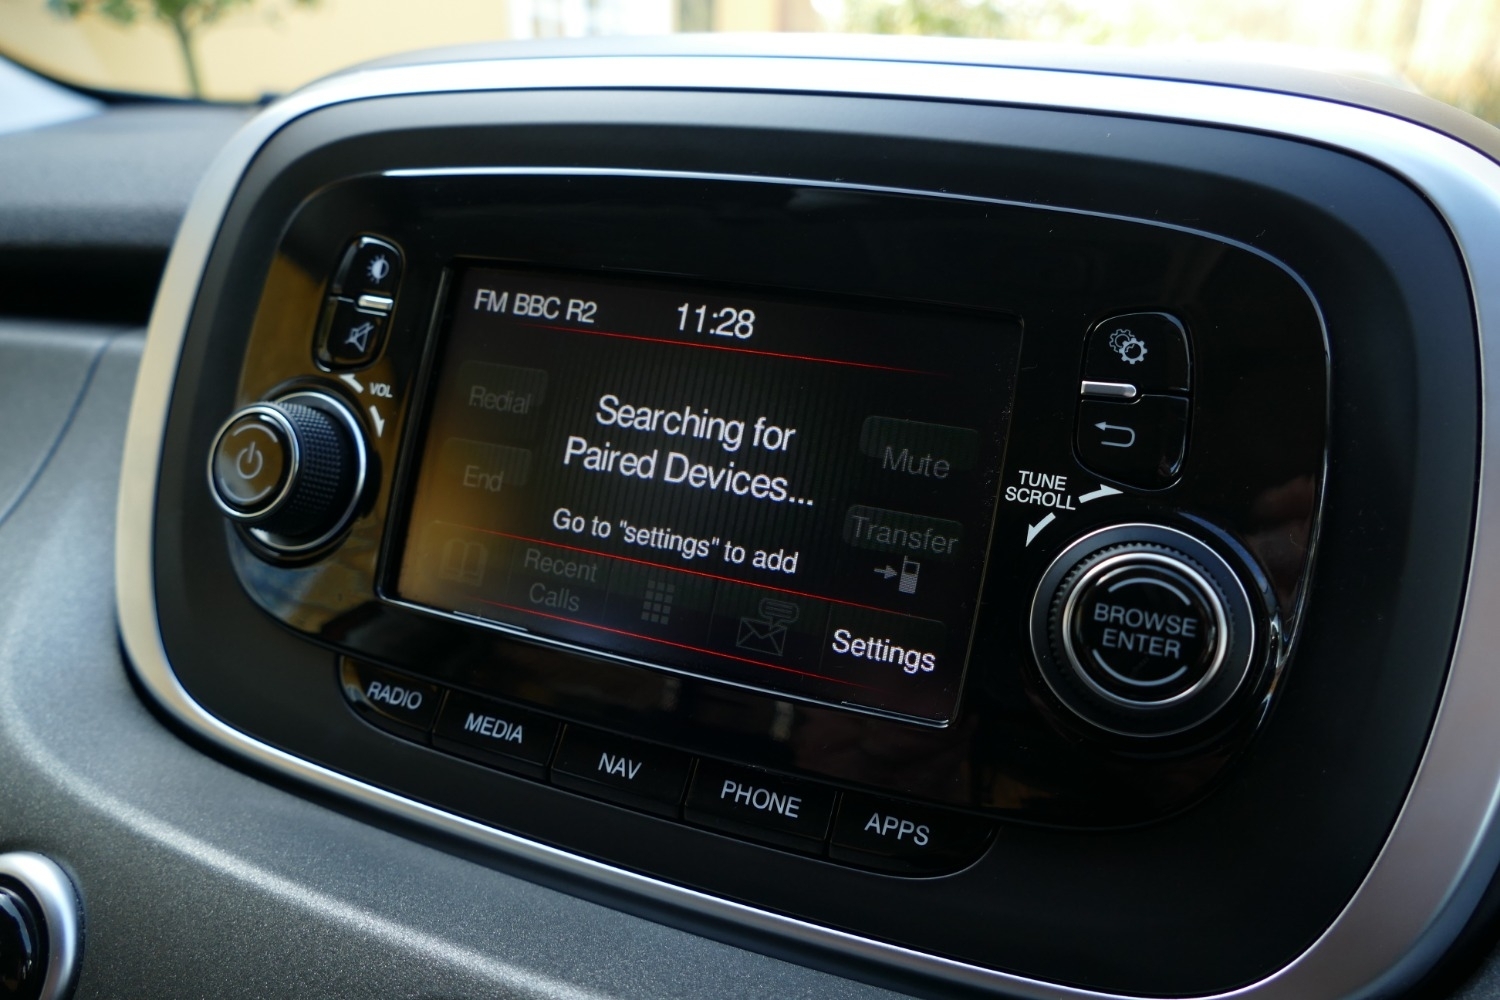 FM BBC R2
11:28
VOL
Redial
Searching for
Paired Devices...
Mute
End
Go to "settings" to add
Transfer
Recent
Calls
Settings
TUNE
SCROLL
BROWSE
ENTER
RADIO
MEDIA
NAV
PHONE
APPS